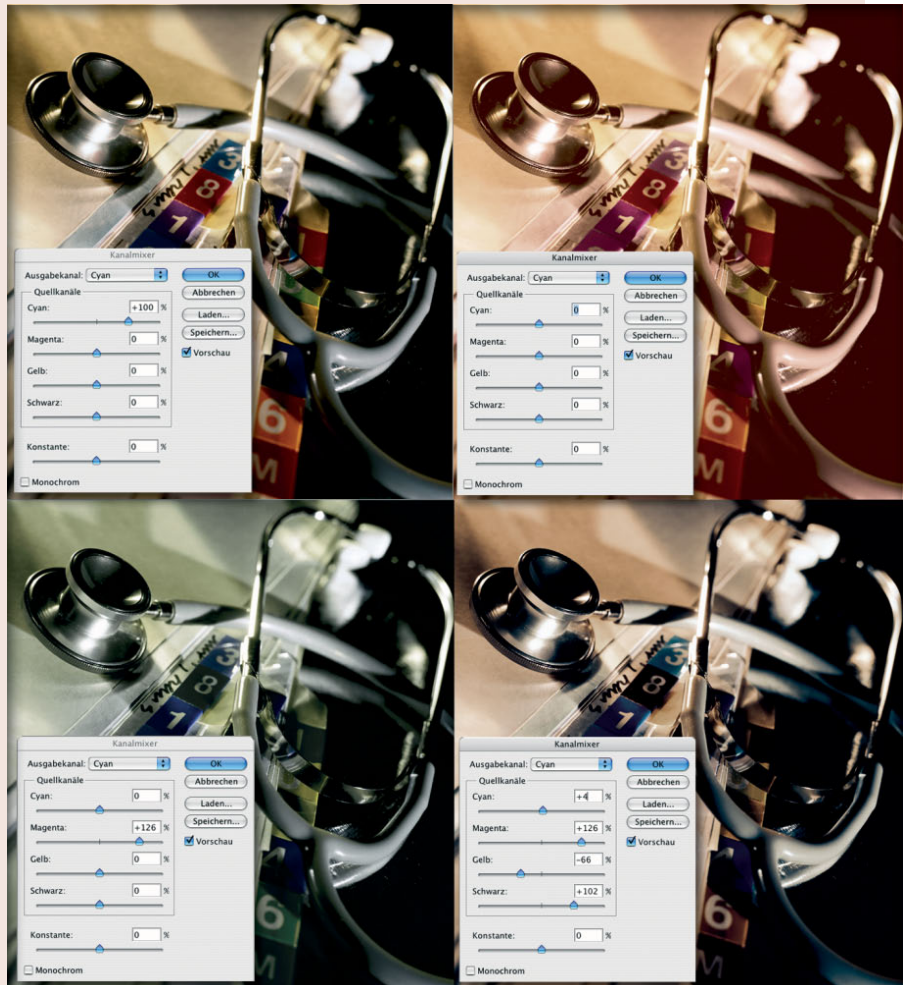 3
8
1
Kanalmixer
Ausgabekanal: Cyan
OK
Abbrechen
Laden...
Speichern...
Vorschau
Quellkanäle
Cyan: +100 %
Magenta: 0 %
Gelb: 0 %
Schwarz: 0 %
Konstante: 0 %
Monochrom
6
M
3
8
1
Kanalmixer
Ausgabekanal: Cyan
OK
Abbrechen
Laden...
Speichern...
Vorschau
Quellkanäle
Cyan: 0 %
Magenta: 0 %
Gelb: 0 %
Schwarz: 0 %
Konstante: 0 %
Monochrom
6
M
3
8
1
Kanalmixer
Ausgabekanal: Cyan
OK
Abbrechen
Laden...
Speichern...
Vorschau
Quellkanäle
Cyan: 0 %
Magenta: +126 %
Gelb: 0 %
Schwarz: 0 %
Konstante: 0 %
Monochrom
6
M
3
8
1
Kanalmixer
Ausgabekanal: Cyan
OK
Abbrechen
Laden...
Speichern...
Vorschau
Quellkanäle
Cyan: +4 %
Magenta: +126 %
Gelb: -66 %
Schwarz: +102 %
Konstante: 0 %
Monochrom
6
M